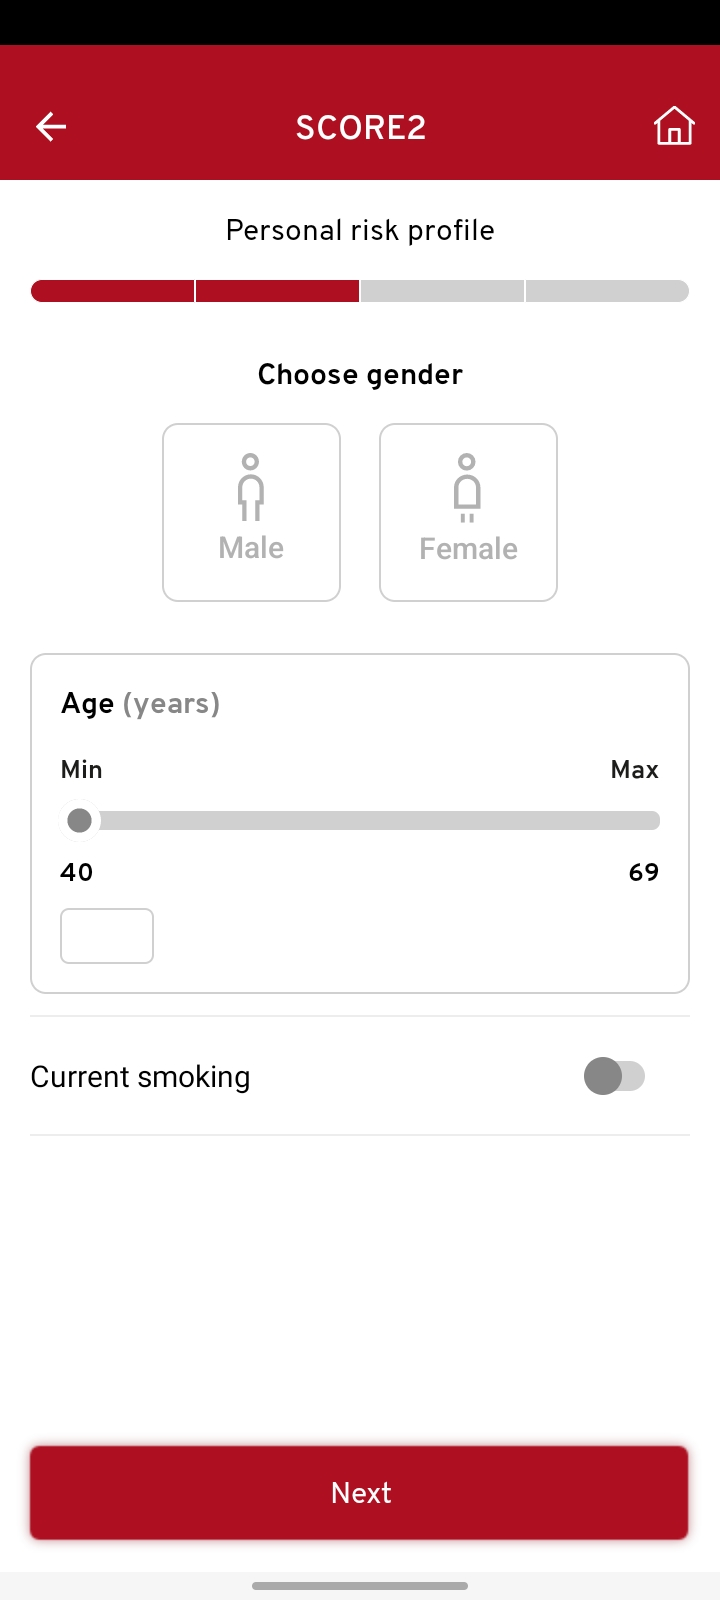 SCORE2
Personal risk profile
Choose gender
Male Female
Age (years)
Min Max
40 69
Current smoking
Next